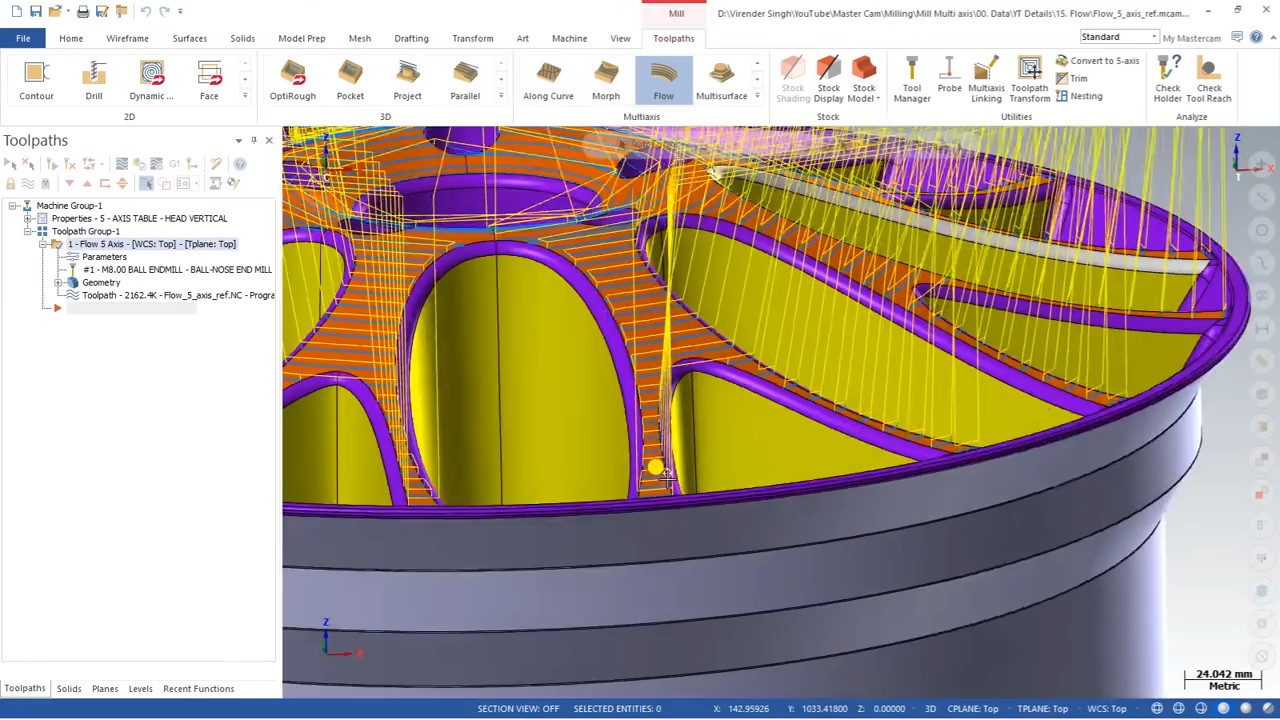 Mill
D:\Virender Singh\YouTube\Master Cam\Milling\Mill Multi axis\00. Data\YT Details\15. Flow\Flow_5_axis_ref.mcam...
File
Home
Wireframe
Surfaces
Solids
Model Prep
Mesh
Drafting
Transform
Art
Machine
View
Toolpaths
Standard
My Mastercam
Contour
Drill
Dynamic ...
Face
OptiRough
Pocket
Project
Parallel
Along Curve
Morph
Flow
Multisurface
Stock Shading
Stock Display
Stock Model
Tool Manager
Probe
Multiaxis Linking
Toolpath Transform
Convert to 5-axis
Trim
Nesting
Check Holder
Check Tool Reach
2D
3D
Multiaxis
Stock
Utilities
Analyze
Toolpaths
G1
Machine Group-1
Properties - 5 - AXIS TABLE - HEAD VERTICAL
Toolpath Group-1
1 - Flow 5 Axis - [WCS: Top] - [Tplane: Top]
Parameters
#1 - M8.00 BALL ENDMILL - BALL-NOSE END MILL
Geometry
Toolpath - 2162.4K - Flow_5_axis_ref.NC - Progra
Z
X
Z
X
24.042 mm
Metric
Toolpaths
Solids
Planes
Levels
Recent Functions
SECTION VIEW: OFF
SELECTED ENTITIES: 0
X: 142.95926
Y: 1033.41800
Z: 0.00000
3D
CPLANE: Top
TPLANE: Top
WCS: Top